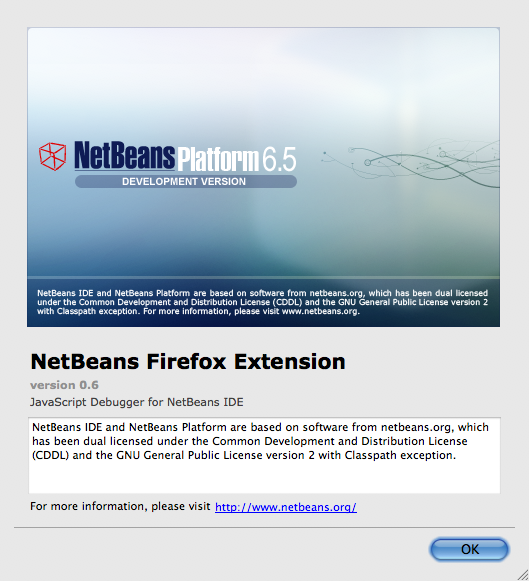 NetBeans Platform 6.5
DEVELOPMENT VERSION
NetBeans IDE and NetBeans Platform are based on software from netbeans.org, which has been dual licensed
under the Common Development and Distribution License (CDDL) and the GNU General Public License version 2
with Classpath exception. For more information, please visit www.netbeans.org.
NetBeans Firefox Extension
version 0.6
JavaScript Debugger for NetBeans IDE
NetBeans IDE and NetBeans Platform are based on software from netbeans.org, which
has been dual licensed under the Common Development and Distribution License
(CDDL) and the GNU General Public License version 2 with Classpath exception.
For more information, please visit http://www.netbeans.org/
OK